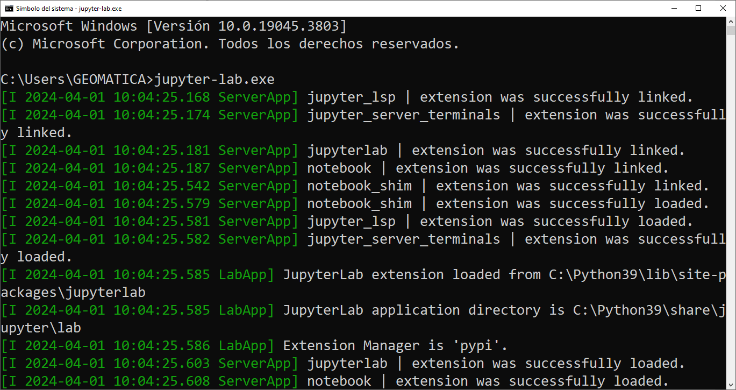 Símbolo del sistema - jupyter-lab.exe
Microsoft Windows [Versión 10.0.19045.3803]
(c) Microsoft Corporation. Todos los derechos reservados.
C:\Users\GEOMATICA>jupyter-lab.exe
[I 2024-04-01 10:04:25.168 ServerApp] jupyter_lsp | extension was successfully linked.
[I 2024-04-01 10:04:25.174 ServerApp] jupyter_server_terminals | extension was successfull
y linked.
[I 2024-04-01 10:04:25.181 ServerApp] jupyterlab | extension was successfully linked.
[I 2024-04-01 10:04:25.187 ServerApp] notebook | extension was successfully linked.
[I 2024-04-01 10:04:25.542 ServerApp] notebook_shim | extension was successfully linked.
[I 2024-04-01 10:04:25.579 ServerApp] notebook_shim | extension was successfully loaded.
[I 2024-04-01 10:04:25.581 ServerApp] jupyter_lsp | extension was successfully loaded.
[I 2024-04-01 10:04:25.582 ServerApp] jupyter_server_terminals | extension was successfull
y loaded.
[I 2024-04-01 10:04:25.585 LabApp] JupyterLab extension loaded from C:\Python39\lib\site-p
ackages\jupyterlab
[I 2024-04-01 10:04:25.585 LabApp] JupyterLab application directory is C:\Python39\share\j
upyter\lab
[I 2024-04-01 10:04:25.586 LabApp] Extension Manager is 'pypi'.
[I 2024-04-01 10:04:25.603 ServerApp] jupyterlab | extension was successfully loaded.
[I 2024-04-01 10:04:25.608 ServerApp] notebook | extension was successfully loaded.